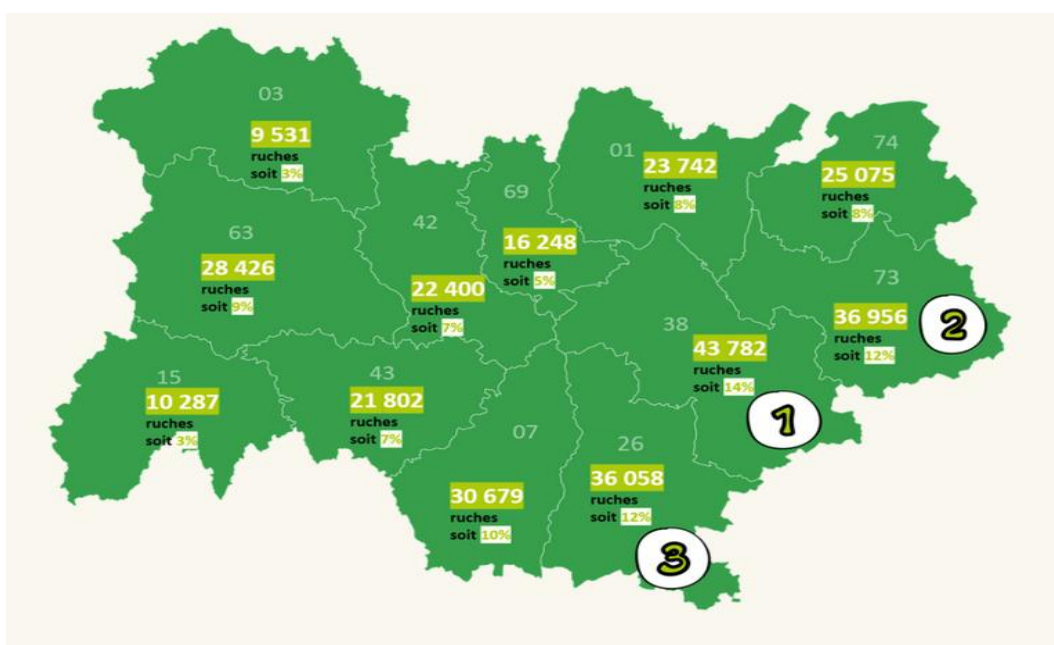 03
9 531
ruches
soit 3%
01
23 742
ruches
soit 8%
74
25 075
ruches
soit 8%
69
16 248
ruches
soit 5%
63
28 426
ruches
soit 9%
42
22 400
ruches
soit 7%
73
36 956
ruches
soit 12%
2
38
43 782
ruches
soit 14%
1
15
10 287
ruches
soit 3%
43
21 802
ruches
soit 7%
07
30 679
ruches
soit 10%
26
36 058
ruches
soit 12%
3